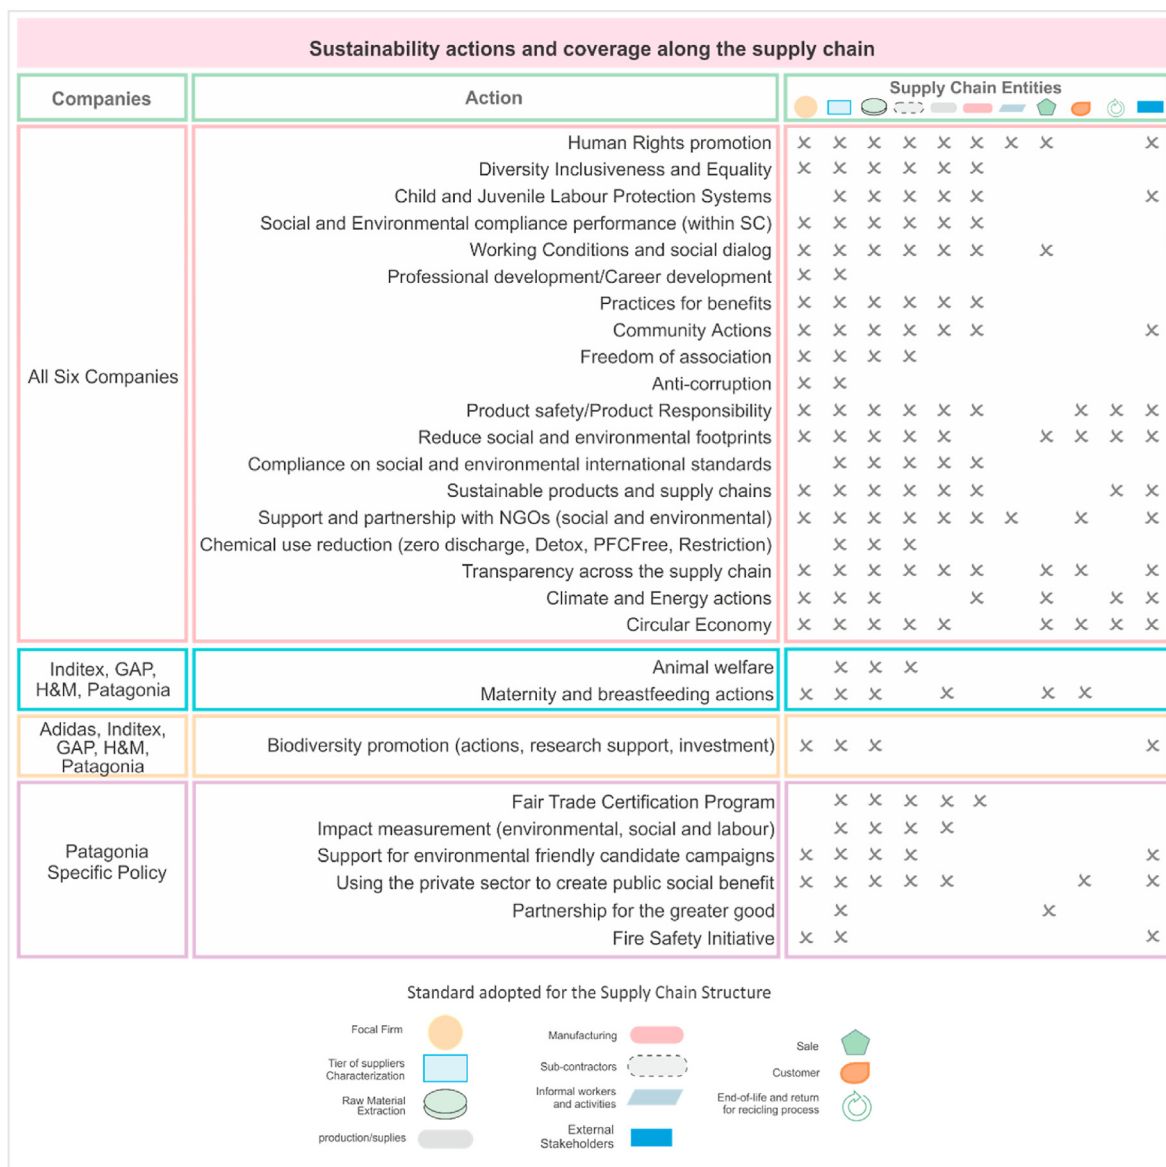 Sustainability actions and coverage along the supply chain
Companies
Action
Supply Chain Entities
All Six Companies
Human Rights promotion x x x x x x x x x
Diversity Inclusiveness and Equality x x x x x x
Child and Juvenile Labour Protection Systems x x x x x x
Social and Environmental compliance performance (within SC) x x x x x x
Working Conditions and social dialog x x x x x x x
Professional development/Career development x x
Practices for benefits x x x x x x
Community Actions x x x x x x x
Freedom of association x x x x
Anti-corruption x x
Product safety/Product Responsibility x x x x x x x x x
Reduce social and environmental footprints x x x x x x x x x
Compliance on social and environmental international standards x x x x x
Sustainable products and supply chains x x x x x x x x
Support and partnership with NGOs (social and environmental) x x x x x x x x x
Chemical use reduction (zero discharge, Detox, PFCFree, Restriction) x x x
Transparency across the supply chain x x x x x x x x x
Climate and Energy actions x x x x x x x
Circular Economy x x x x x x x x x
Inditex, GAP,
H&M, Patagonia
Animal welfare x x x
Maternity and breastfeeding actions x x x x x x
Adidas, Inditex,
GAP, H&M,
Patagonia
Biodiversity promotion (actions, research support, investment) x x x x
Patagonia
Specific Policy
Fair Trade Certification Program x x x x x
Impact measurement (environmental, social and labour) x x x x
Support for environmental friendly candidate campaigns x x x x x
Using the private sector to create public social benefit x x x x x x x
Partnership for the greater good x x
Fire Safety Initiative x x x
Standard adopted for the Supply Chain Structure
Focal Firm
Tier of suppliers
Characterization
Raw Material
Extraction
production/suplies
Manufacturing
Sub-contractors
Informal workers
and activities
External
Stakeholders
Sale
Customer
End-of-life and return
for recicling process